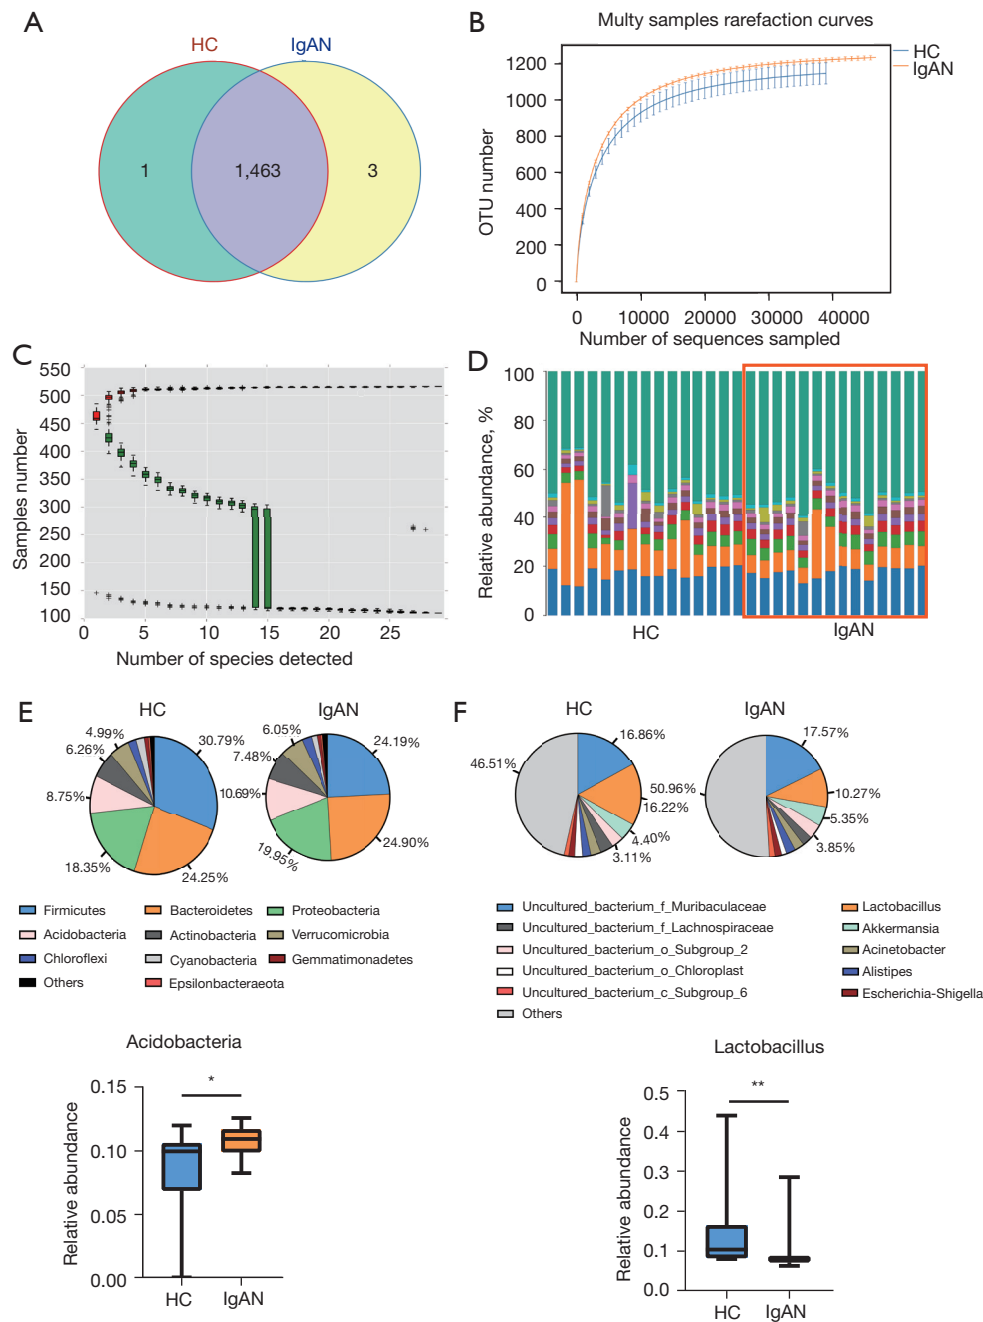 A
HC IgAN
1 1,463 3
B
Multy samples rarefaction curves
HC
IgAN
1200
1000
800
600
400
200
0
OTU number
0 10000 20000 30000 40000
Number of sequences sampled
C
550
500
450
400
350
300
250
200
150
100
Samples number
0 5 10 15 20 25
Number of species detected
D
100
80
60
40
20
0
Relative abundance, %
HC IgAN
E
HC IgAN
4.99%
6.26%
8.75%
18.35%
24.25%
30.79%
6.05%
7.48%
10.69%
19.95%
24.90%
24.19%
Firmicutes Bacteroidetes Proteobacteria
Acidobacteria Actinobacteria Verrucomicrobia
Chloroflexi Cyanobacteria Gemmatimonadetes
Others Epsilonbacteraeota
Acidobacteria
*
0.15
0.10
0.05
0.00
Relative abundance
HC IgAN
F
HC IgAN
46.51%
16.86%
16.22%
4.40%
3.11%
50.96%
17.57%
10.27%
5.35%
3.85%
Uncultured_bacterium_f_Muribaculaceae Lactobacillus
Uncultured_bacterium_f_Lachnospiraceae Akkermansia
Uncultured_bacterium_o_Subgroup_2 Acinetobacter
Uncultured_bacterium_o_Chloroplast Alistipes
Uncultured_bacterium_c_Subgroup_6 Escherichia-Shigella
Others
Lactobacillus
**
0.5
0.4
0.3
0.2
0.1
0.0
Relative abundance
HC IgAN